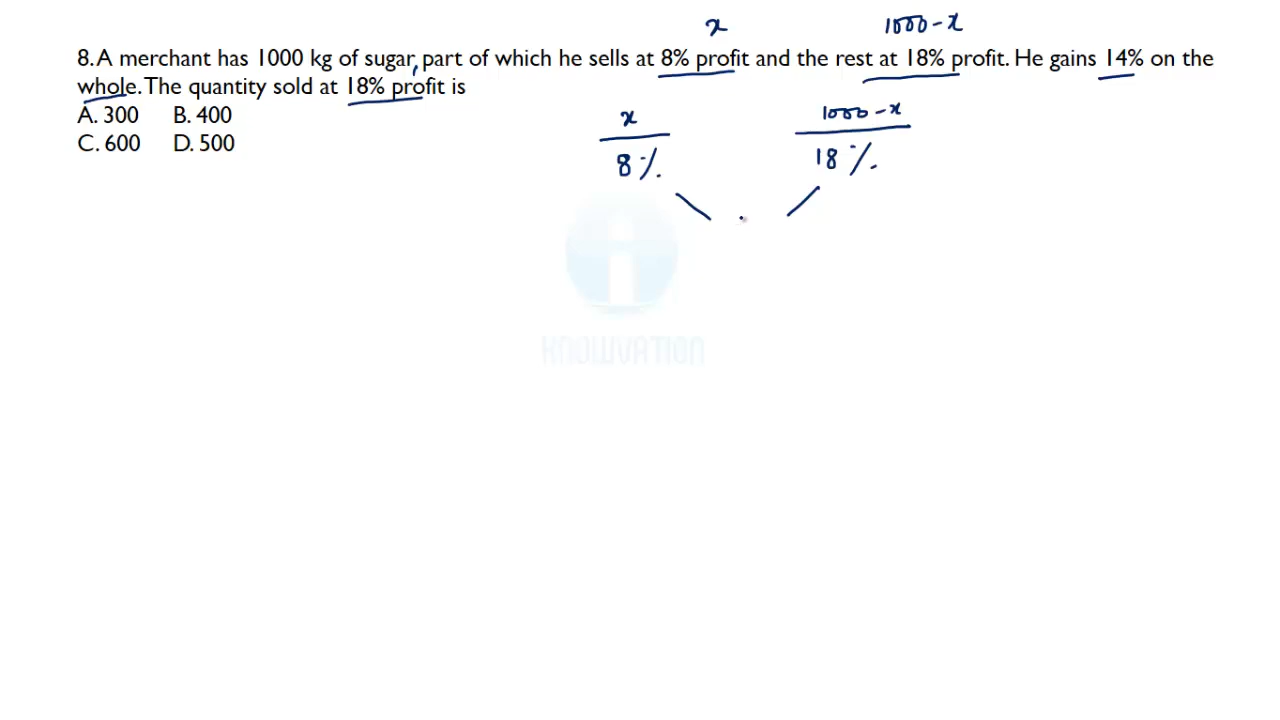 x 1000-x
8. A merchant has 1000 kg of sugar, part of which he sells at 8% profit and the rest at 18% profit. He gains 14% on the
whole. The quantity sold at 18% profit is
A. 300 B. 400
C. 600 D. 500
x 1000-x
8% 18%
KNOWVATION